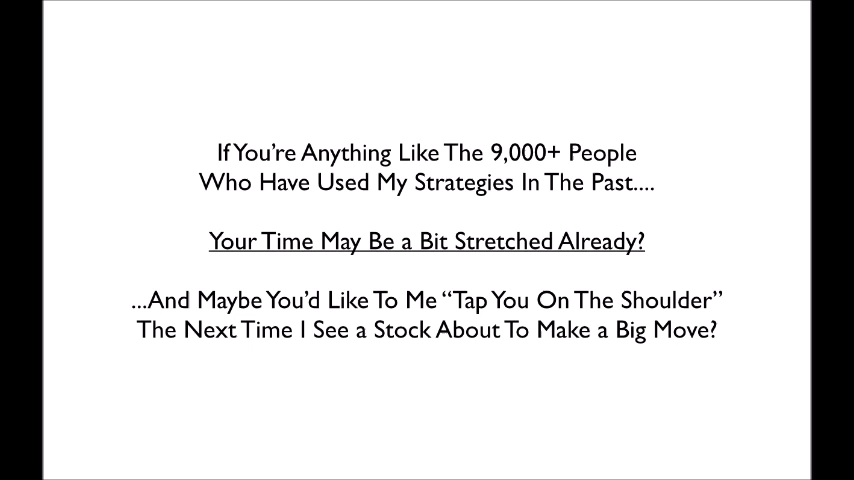 If You're Anything Like The 9,000+ People
Who Have Used My Strategies In The Past....
Your Time May Be a Bit Stretched Already?
...And Maybe You'd Like To Me “Tap You On The Shoulder”
The Next Time I See a Stock About To Make a Big Move?